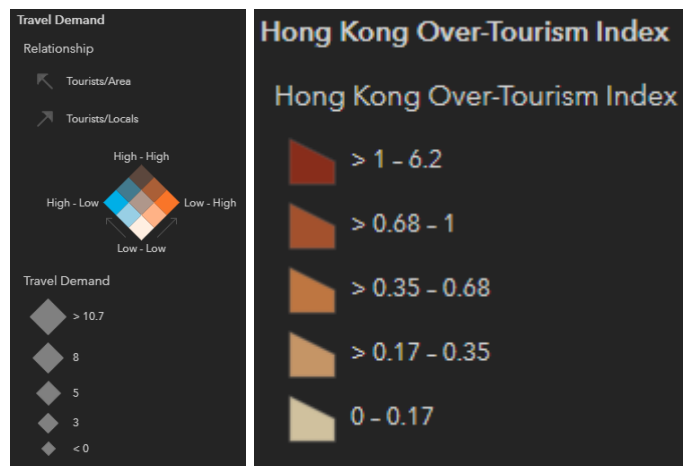 Travel Demand
Relationship
Tourists/Area
Tourists/Locals
High - High
High - Low
Low - High
Low - Low
Travel Demand
> 10.7
8
5
3
< 0
Hong Kong Over-Tourism Index
Hong Kong Over-Tourism Index
> 1 – 6.2
> 0.68 – 1
> 0.35 – 0.68
> 0.17 – 0.35
0 – 0.17